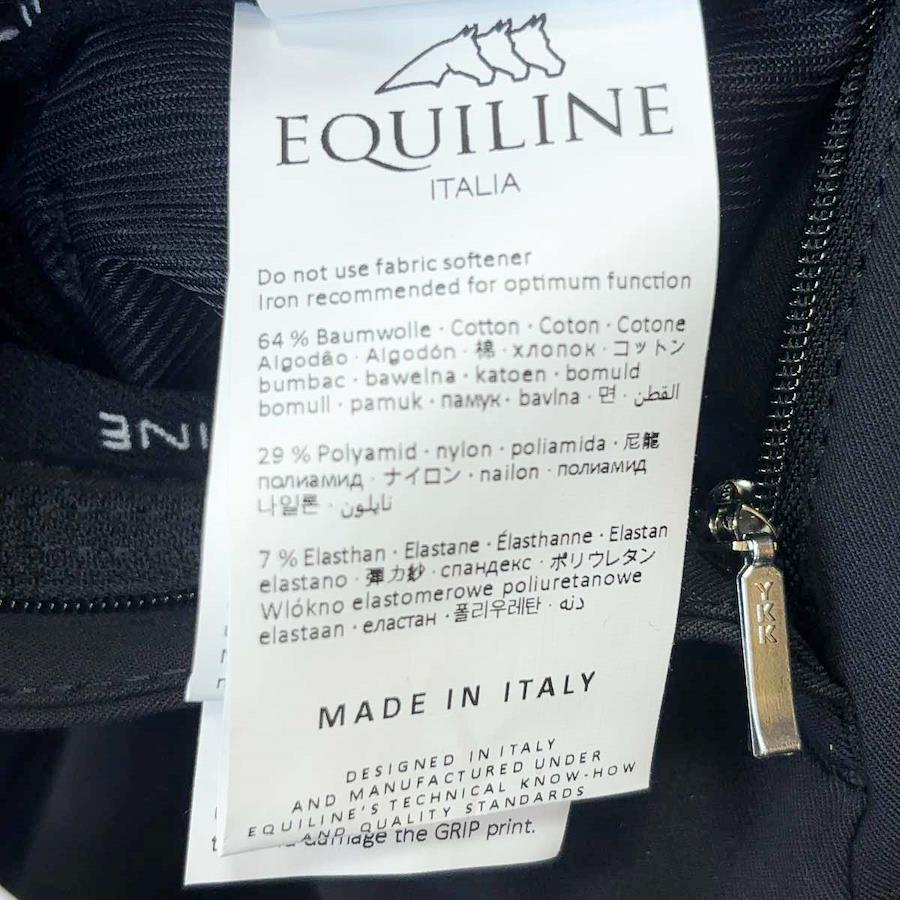 EQUILINE
ITALIA
Do not use fabric softener
Iron recommended for optimum function
64 % Baumwolle · Cotton · Coton · Cotone
Algodão · Algodón · 棉 · хлопок · コットン
bumbac · bawełna · katoen · bomuld
bomull · pamuk · памук · bavlna · 면 · القطن
29 % Polyamid · nylon · poliamida · 尼龍
полиамид · ナイロン · nailon · полиамид
나일론 · نايلون
7 % Elasthan · Elastane · Élasthanne · Elastan
elastano · 彈力紗 · спандекс · ポリウレタン
Włókno elastomerowe poliuretanowe
elastaan · еластан · 폴리우레탄 · دنه
MADE IN ITALY
DESIGNED IN ITALY
AND MANUFACTURED UNDER
EQUILINE'S TECHNICAL KNOW-HOW
AND QUALITY STANDARDS
damage the GRIP print.
YKK